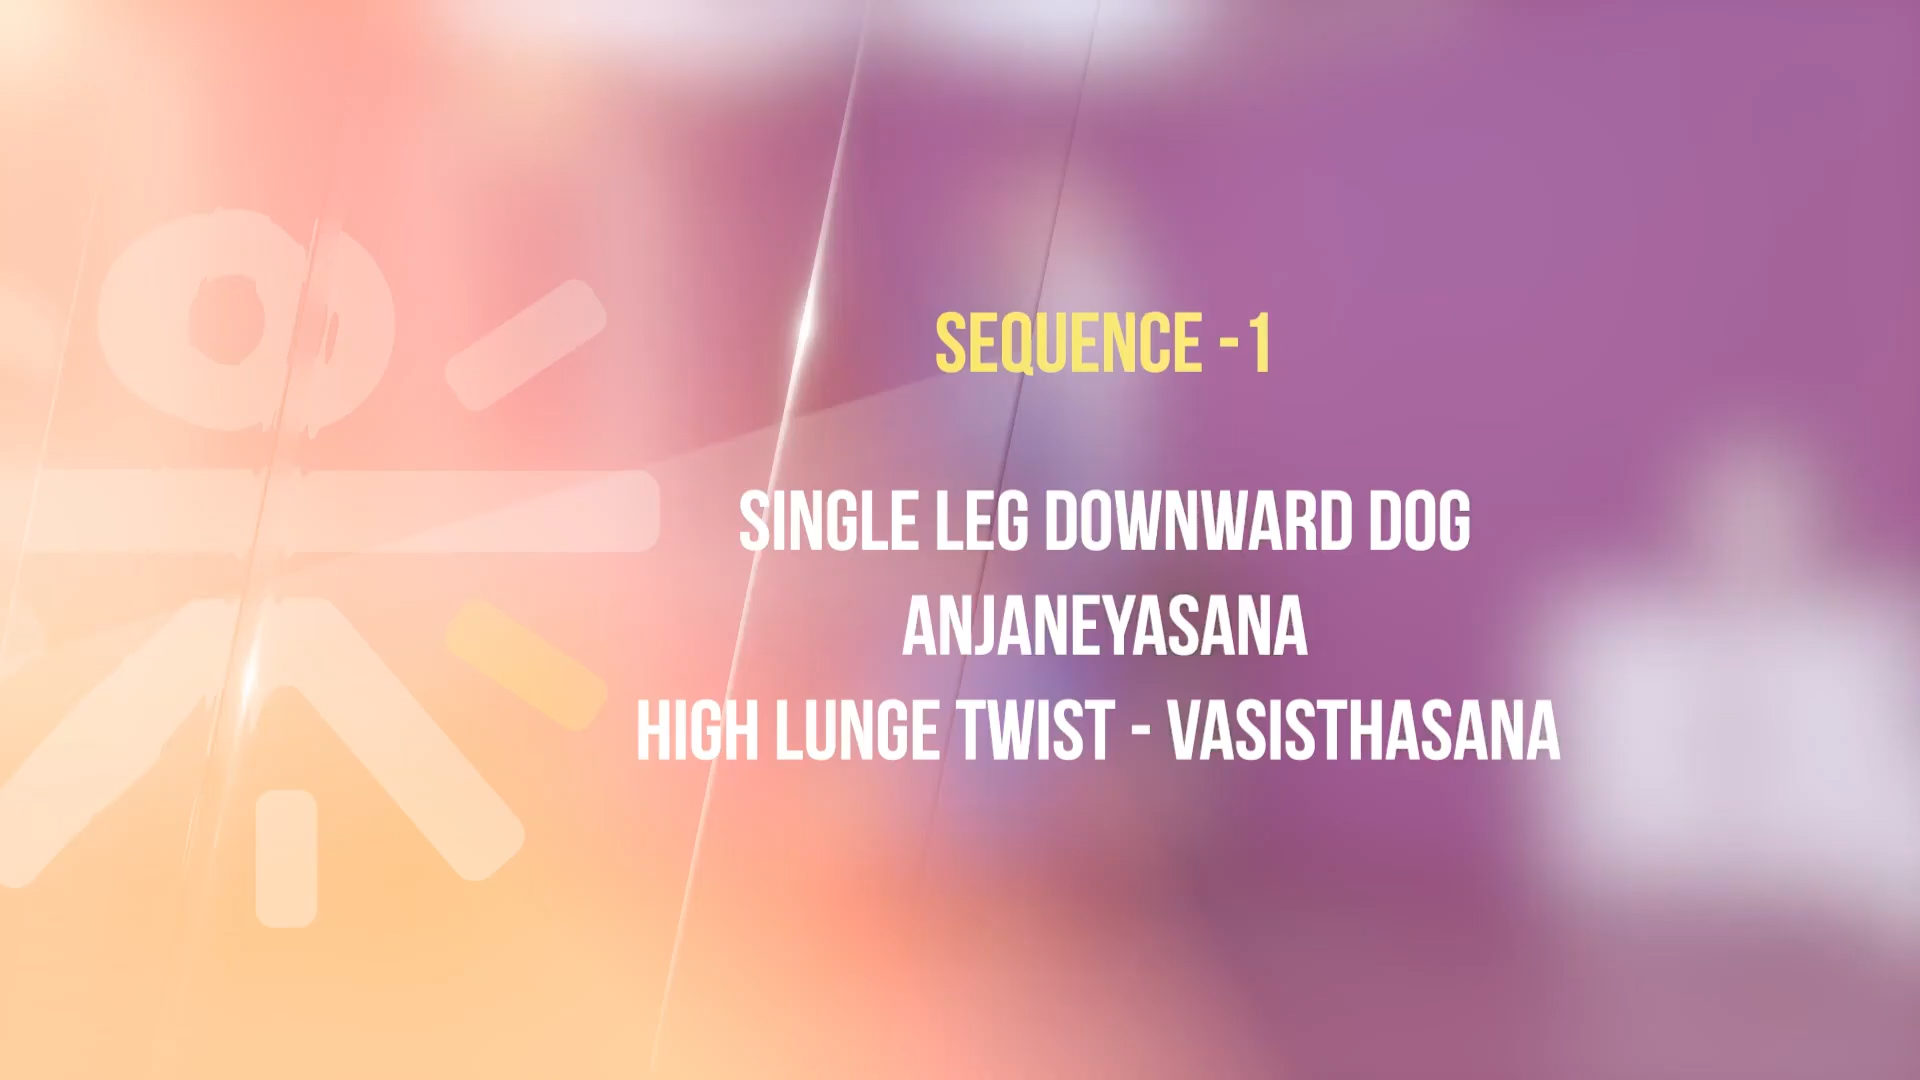 SEQUENCE -1
SINGLE LEG DOWNWARD DOG
ANJANEYASANA
HIGH LUNGE TWIST - VASISTHASANA